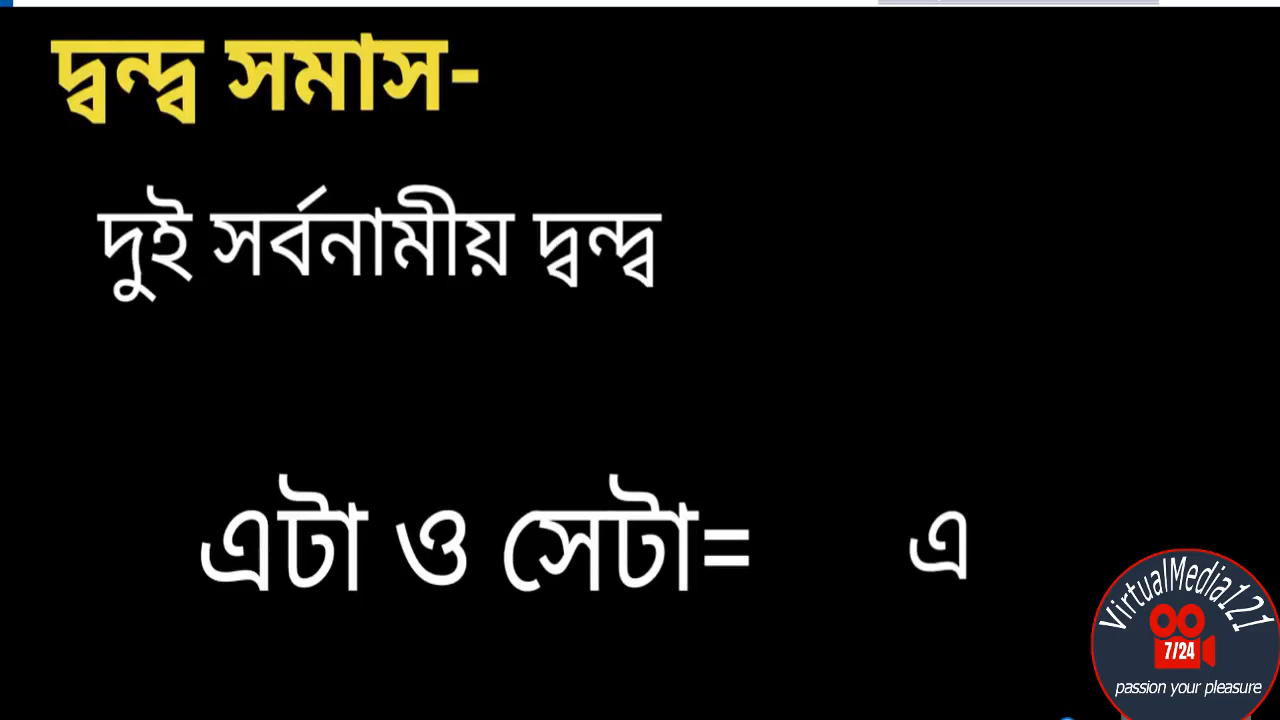 দ্বন্দ্ব সমাস-
দুই সর্বনামীয় দ্বন্দ্ব
এটা ও সেটা= এ
VirtualMedia121
7/24
passion your pleasure